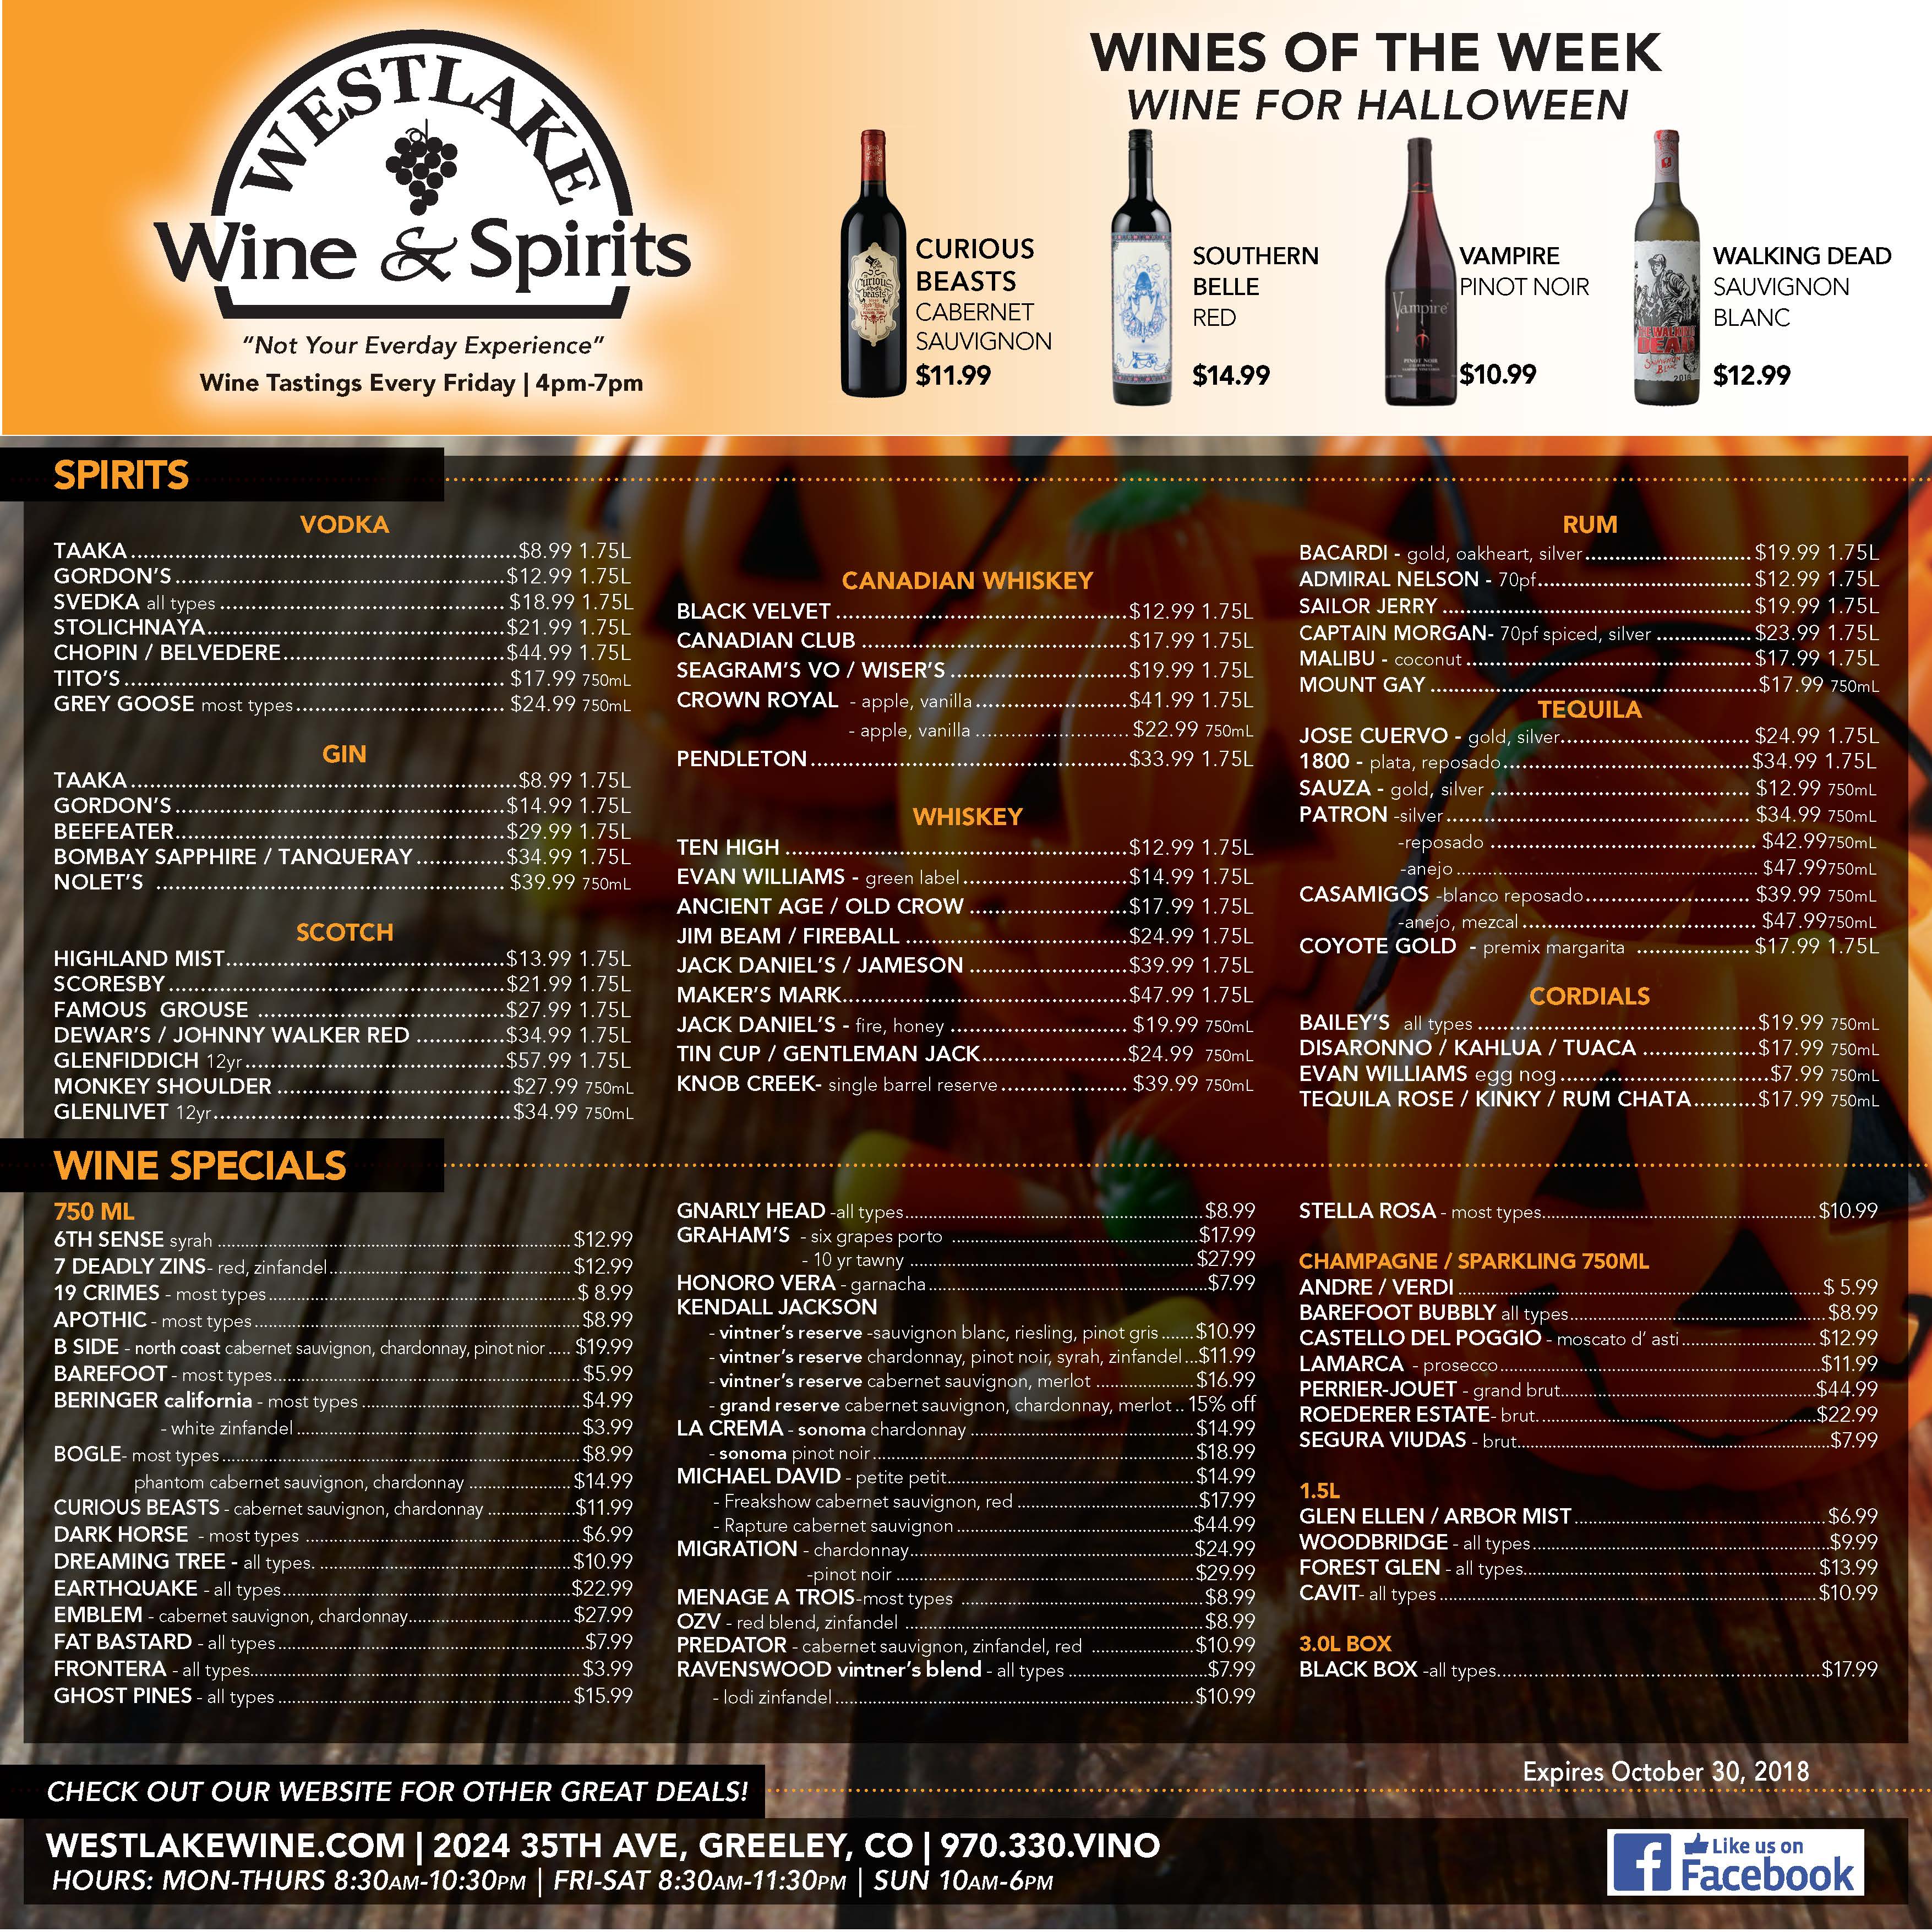 WESTLAKE
Wine & Spirits
"Not Your Everday Experience"
Wine Tastings Every Friday | 4pm-7pm
WINES OF THE WEEK
WINE FOR HALLOWEEN
CURIOUS
BEASTS
CABERNET
SAUVIGNON
$11.99
SOUTHERN
BELLE
RED
$14.99
Vampire
PINOT NOIR
VAMPIRE
PINOT NOIR
$10.99
THE WALKING
DEAD
WALKING DEAD
SAUVIGNON
BLANC
$12.99
SPIRITS
VODKA
TAAKA $8.99 1.75L
GORDON'S $12.99 1.75L
SVEDKA all types $18.99 1.75L
STOLICHNAYA $21.99 1.75L
CHOPIN / BELVEDERE $44.99 1.75L
TITO'S $17.99 750mL
GREY GOOSE most types $24.99 750mL
GIN
TAAKA $8.99 1.75L
GORDON'S $14.99 1.75L
BEEFEATER $29.99 1.75L
BOMBAY SAPPHIRE / TANQUERAY $34.99 1.75L
NOLET'S $39.99 750mL
SCOTCH
HIGHLAND MIST $13.99 1.75L
SCORESBY $21.99 1.75L
FAMOUS GROUSE $27.99 1.75L
DEWAR'S / JOHNNY WALKER RED $34.99 1.75L
GLENFIDDICH 12yr $57.99 1.75L
MONKEY SHOULDER $27.99 750mL
GLENLIVET 12yr $34.99 750mL
CANADIAN WHISKEY
BLACK VELVET $12.99 1.75L
CANADIAN CLUB $17.99 1.75L
SEAGRAM'S VO / WISER'S $19.99 1.75L
CROWN ROYAL - apple, vanilla $41.99 1.75L
- apple, vanilla $22.99 750mL
PENDLETON $33.99 1.75L
WHISKEY
TEN HIGH $12.99 1.75L
EVAN WILLIAMS - green label $14.99 1.75L
ANCIENT AGE / OLD CROW $17.99 1.75L
JIM BEAM / FIREBALL $24.99 1.75L
JACK DANIEL'S / JAMESON $39.99 1.75L
MAKER'S MARK $47.99 1.75L
JACK DANIEL'S - fire, honey $19.99 750mL
TIN CUP / GENTLEMAN JACK $24.99 750mL
KNOB CREEK- single barrel reserve $39.99 750mL
RUM
BACARDI - gold, oakheart, silver $19.99 1.75L
ADMIRAL NELSON - 70pf $12.99 1.75L
SAILOR JERRY $19.99 1.75L
CAPTAIN MORGAN- 70pf spiced, silver $23.99 1.75L
MALIBU - coconut $17.99 1.75L
MOUNT GAY $17.99 750mL
TEQUILA
JOSE CUERVO - gold, silver $24.99 1.75L
1800 - plata, reposado $34.99 1.75L
SAUZA - gold, silver $12.99 750mL
PATRON -silver $34.99 750mL
-reposado $42.99750mL
-anejo $47.99750mL
CASAMIGOS -blanco reposado $39.99 750mL
-anejo, mezcal $47.99750mL
COYOTE GOLD - premix margarita $17.99 1.75L
CORDIALS
BAILEY'S all types $19.99 750mL
DISARONNO / KAHLUA / TUACA $17.99 750mL
EVAN WILLIAMS egg nog $7.99 750mL
TEQUILA ROSE / KINKY / RUM CHATA $17.99 750mL
WINE SPECIALS
750 ML
6TH SENSE syrah $12.99
7 DEADLY ZINS- red, zinfandel $12.99
19 CRIMES - most types $ 8.99
APOTHIC - most types $8.99
B SIDE - north coast cabernet sauvignon, chardonnay, pinot nior $19.99
BAREFOOT - most types $5.99
BERINGER california - most types $4.99
- white zinfandel $3.99
BOGLE- most types $8.99
phantom cabernet sauvignon, chardonnay $14.99
CURIOUS BEASTS - cabernet sauvignon, chardonnay $11.99
DARK HORSE - most types $6.99
DREAMING TREE - all types. $10.99
EARTHQUAKE - all types $22.99
EMBLEM - cabernet sauvignon, chardonnay $27.99
FAT BASTARD - all types $7.99
FRONTERA - all types $3.99
GHOST PINES - all types $15.99
GNARLY HEAD -all types $8.99
GRAHAM'S - six grapes porto $17.99
- 10 yr tawny $27.99
HONORO VERA - garnacha $7.99
KENDALL JACKSON
- vintner's reserve -sauvignon blanc, riesling, pinot gris $10.99
- vintner's reserve chardonnay, pinot noir, syrah, zinfandel $11.99
- vintner's reserve cabernet sauvignon, merlot $16.99
- grand reserve cabernet sauvignon, chardonnay, merlot 15% off
LA CREMA - sonoma chardonnay $14.99
- sonoma pinot noir $18.99
MICHAEL DAVID - petite petit $14.99
- Freakshow cabernet sauvignon, red $17.99
- Rapture cabernet sauvignon $44.99
MIGRATION - chardonnay $24.99
-pinot noir $29.99
MENAGE A TROIS-most types $8.99
OZV - red blend, zinfandel $8.99
PREDATOR - cabernet sauvignon, zinfandel, red $10.99
RAVENSWOOD vintner's blend - all types $7.99
- lodi zinfandel $10.99
STELLA ROSA - most types $10.99
CHAMPAGNE / SPARKLING 750ML
ANDRE / VERDI $ 5.99
BAREFOOT BUBBLY all types $8.99
CASTELLO DEL POGGIO - moscato d' asti $12.99
LAMARCA - prosecco $11.99
PERRIER-JOUET - grand brut $44.99
ROEDERER ESTATE- brut. $22.99
SEGURA VIUDAS - brut $7.99
1.5L
GLEN ELLEN / ARBOR MIST $6.99
WOODBRIDGE - all types $9.99
FOREST GLEN - all types $13.99
CAVIT- all types $10.99
3.0L BOX
BLACK BOX -all types $17.99
Expires October 30, 2018
CHECK OUT OUR WEBSITE FOR OTHER GREAT DEALS!
WESTLAKEWINE.COM | 2024 35TH AVE, GREELEY, CO | 970.330.VINO
HOURS: MON-THURS 8:30AM-10:30PM | FRI-SAT 8:30AM-11:30PM | SUN 10AM-6PM
Like us on
Facebook